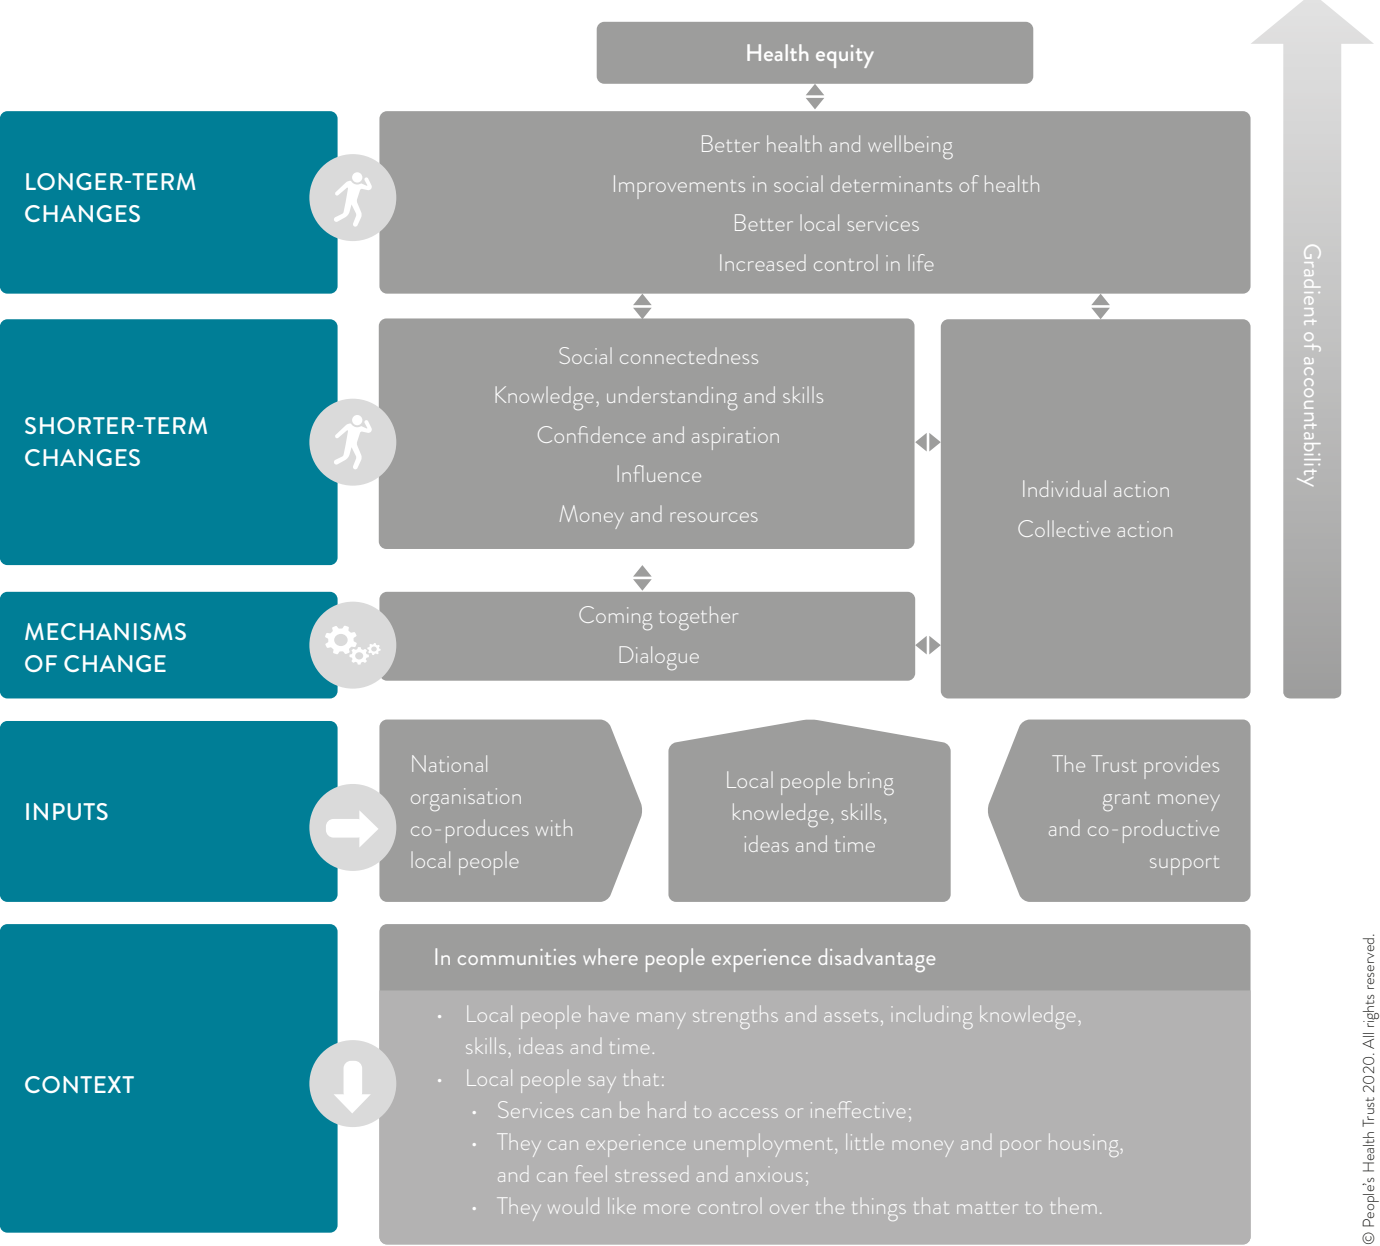 Health equity
LONGER-TERM
CHANGES
Better health and wellbeing
Improvements in social determinants of health
Better local services
Increased control in life
SHORTER-TERM
CHANGES
Social connectedness
Knowledge, understanding and skills
Confidence and aspiration
Influence
Money and resources
Individual action
Collective action
MECHANISMS
OF CHANGE
Coming together
Dialogue
INPUTS
National
organisation
co-produces with
local people
Local people bring
knowledge, skills,
ideas and time
The Trust provides
grant money
and co-productive
support
CONTEXT
In communities where people experience disadvantage
• Local people have many strengths and assets, including knowledge,
skills, ideas and time.
• Local people say that:
• Services can be hard to access or ineffective;
• They can experience unemployment, little money and poor housing,
and can feel stressed and anxious;
• They would like more control over the things that matter to them.
Gradient of accountability
© People's Health Trust 2020. All rights reserved.